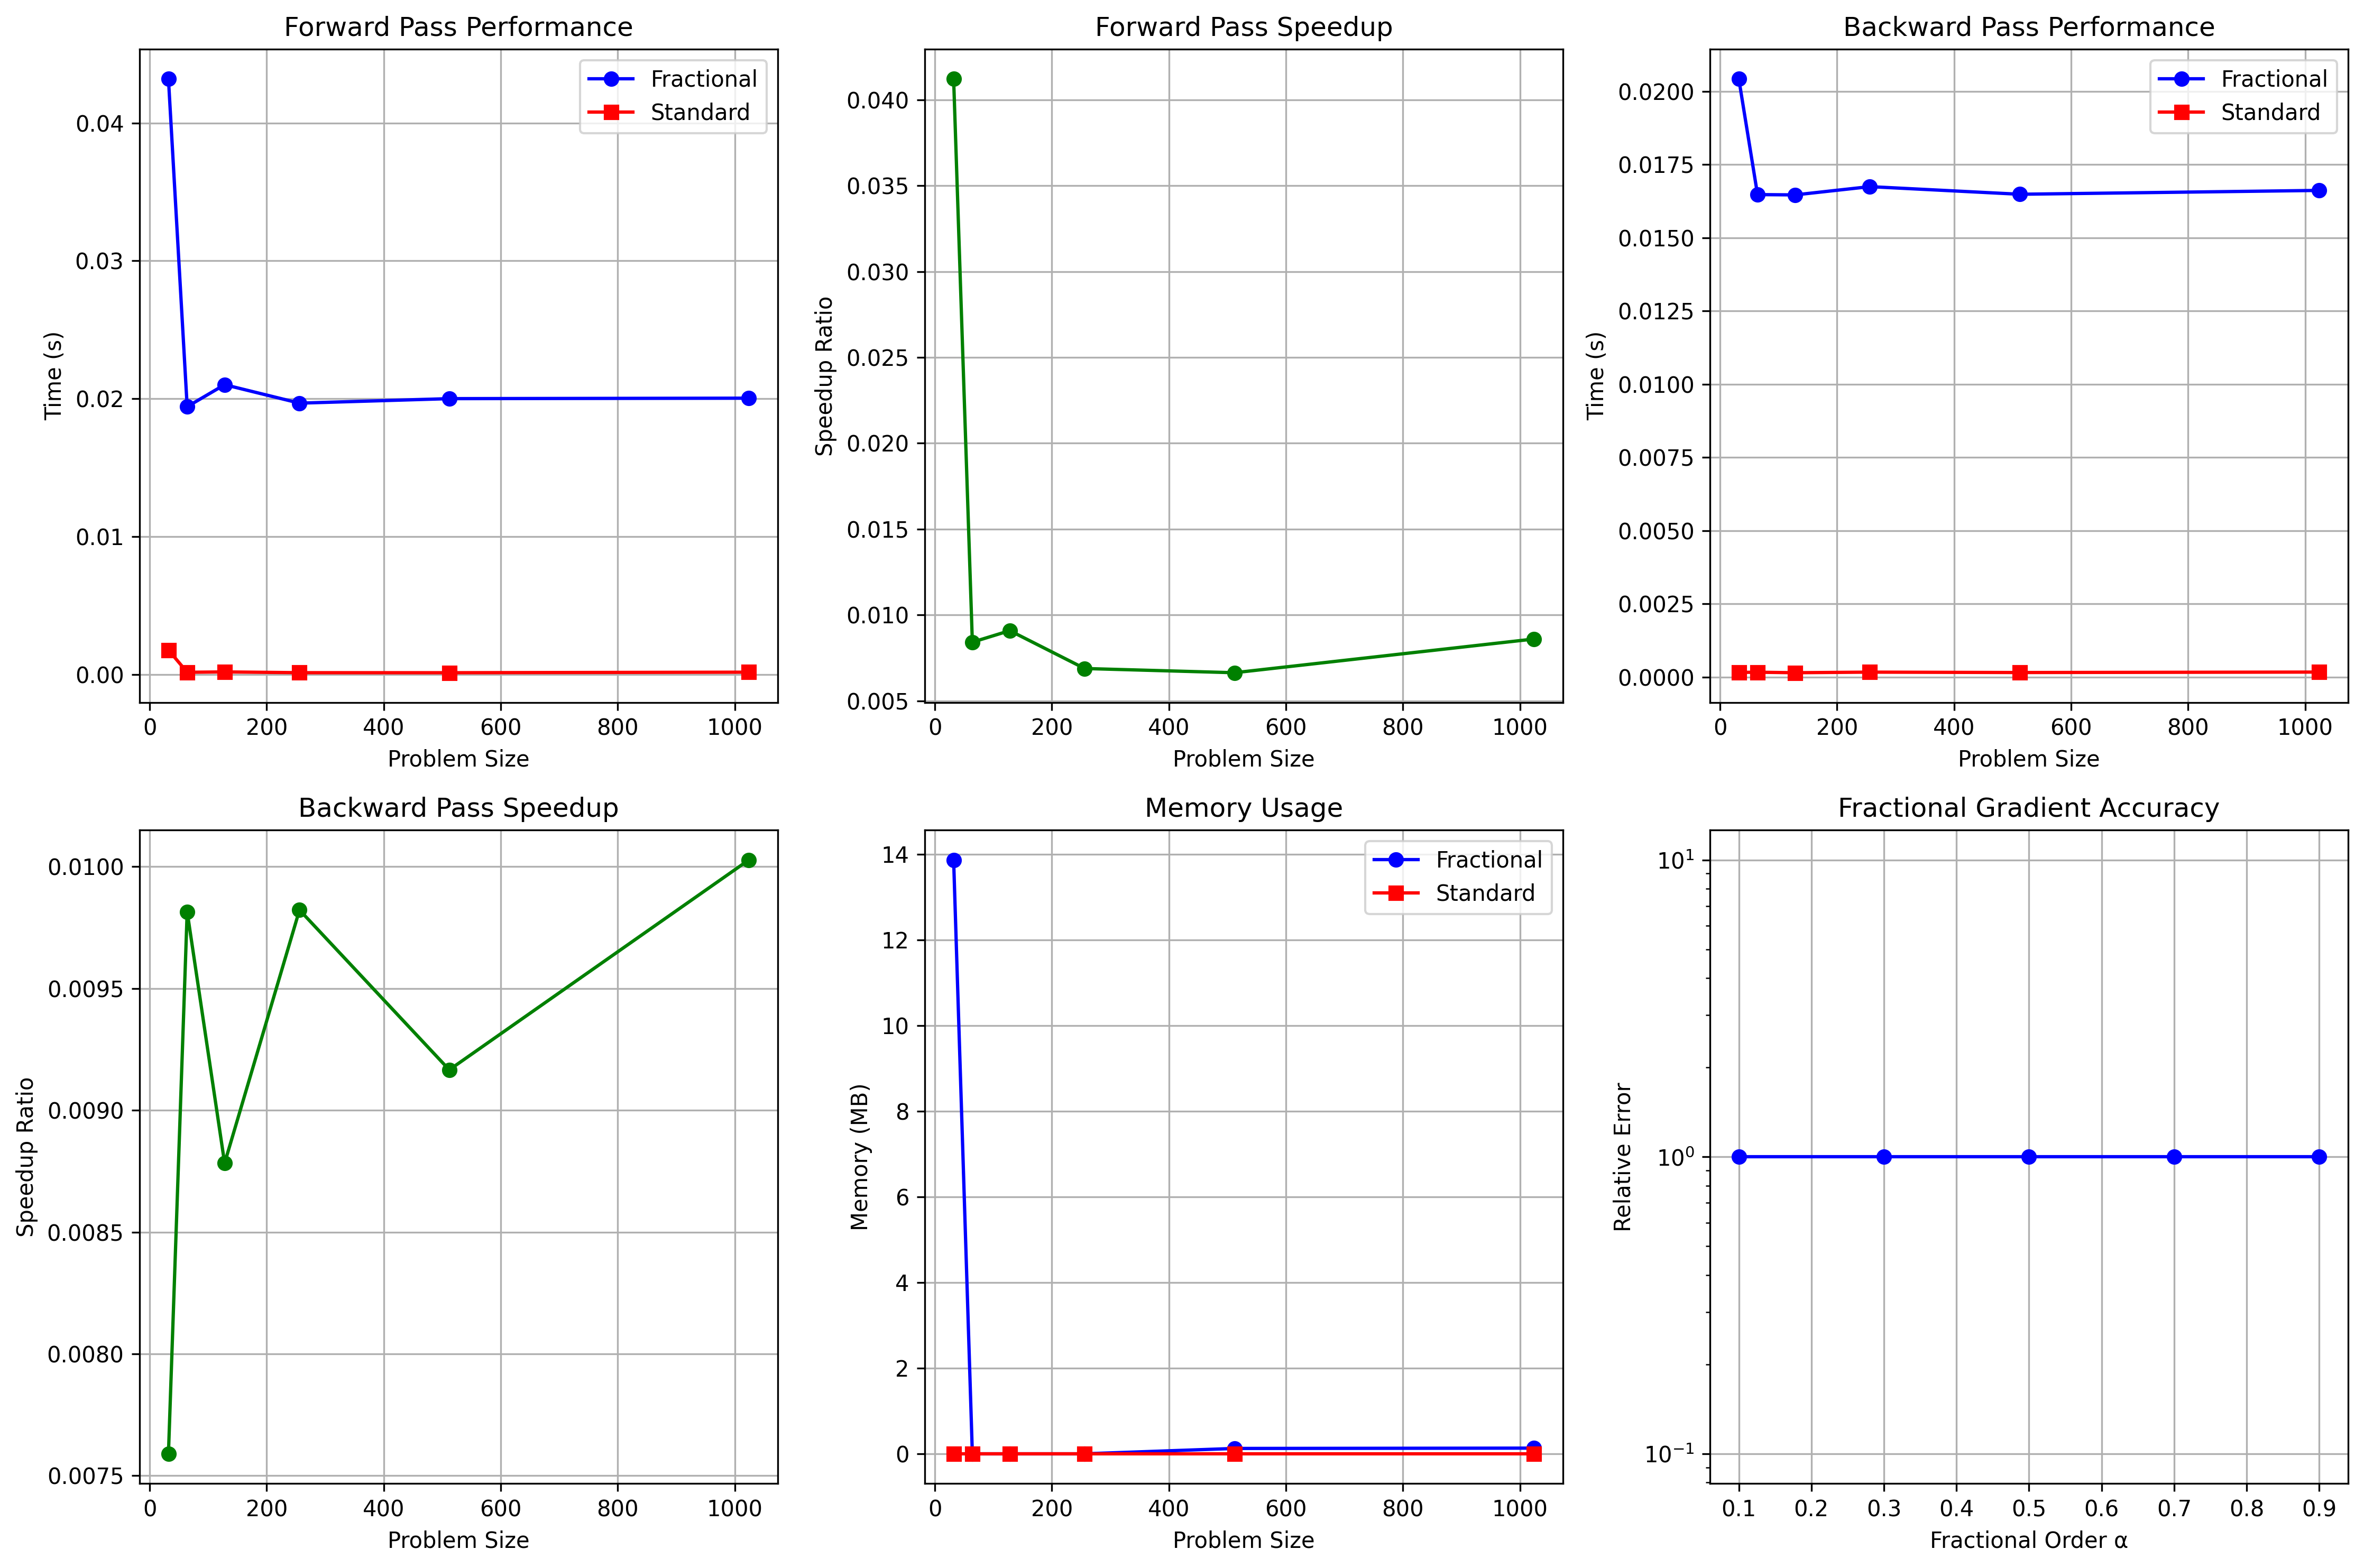 Forward Pass Performance
Fractional
Standard
0.04
0.03
0.02
0.01
0.00
Time (s)
0 200 400 600 800 1000
Problem Size
Forward Pass Speedup
0.040
0.035
0.030
0.025
0.020
0.015
0.010
0.005
Speedup Ratio
0 200 400 600 800 1000
Problem Size
Backward Pass Performance
Fractional
Standard
0.0200
0.0175
0.0150
0.0125
0.0100
0.0075
0.0050
0.0025
0.0000
Time (s)
0 200 400 600 800 1000
Problem Size
Backward Pass Speedup
0.0100
0.0095
0.0090
0.0085
0.0080
0.0075
Speedup Ratio
0 200 400 600 800 1000
Problem Size
Memory Usage
Fractional
Standard
14
12
10
8
6
4
2
0
Memory (MB)
0 200 400 600 800 1000
Problem Size
Fractional Gradient Accuracy
10¹
10⁰
10⁻¹
Relative Error
0.1 0.2 0.3 0.4 0.5 0.6 0.7 0.8 0.9
Fractional Order α